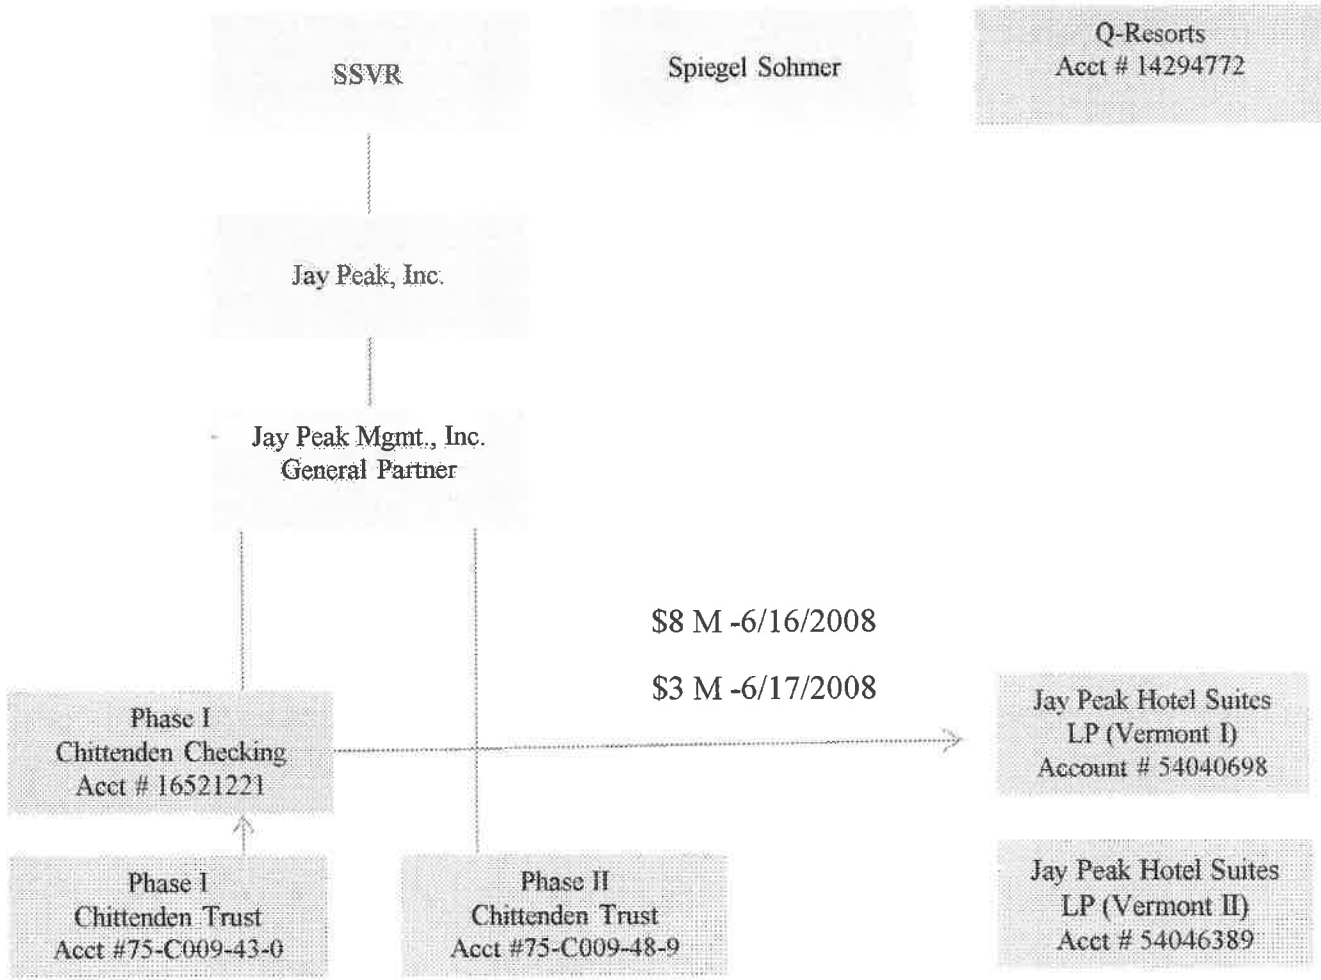 SSVR
Spiegel Sohmer
Q-Resorts
Acct # 14294772
Jay Peak, Inc.
Jay Peak Mgmt., Inc.
General Partner
$8 M -6/16/2008
$3 M -6/17/2008
Phase I
Chittenden Checking
Acct # 16521221
Jay Peak Hotel Suites
LP (Vermont I)
Account # 54040698
Phase I
Chittenden Trust
Acct #75-C009-43-0
Phase II
Chittenden Trust
Acct #75-C009-48-9
Jay Peak Hotel Suites
LP (Vermont II)
Acct # 54046389